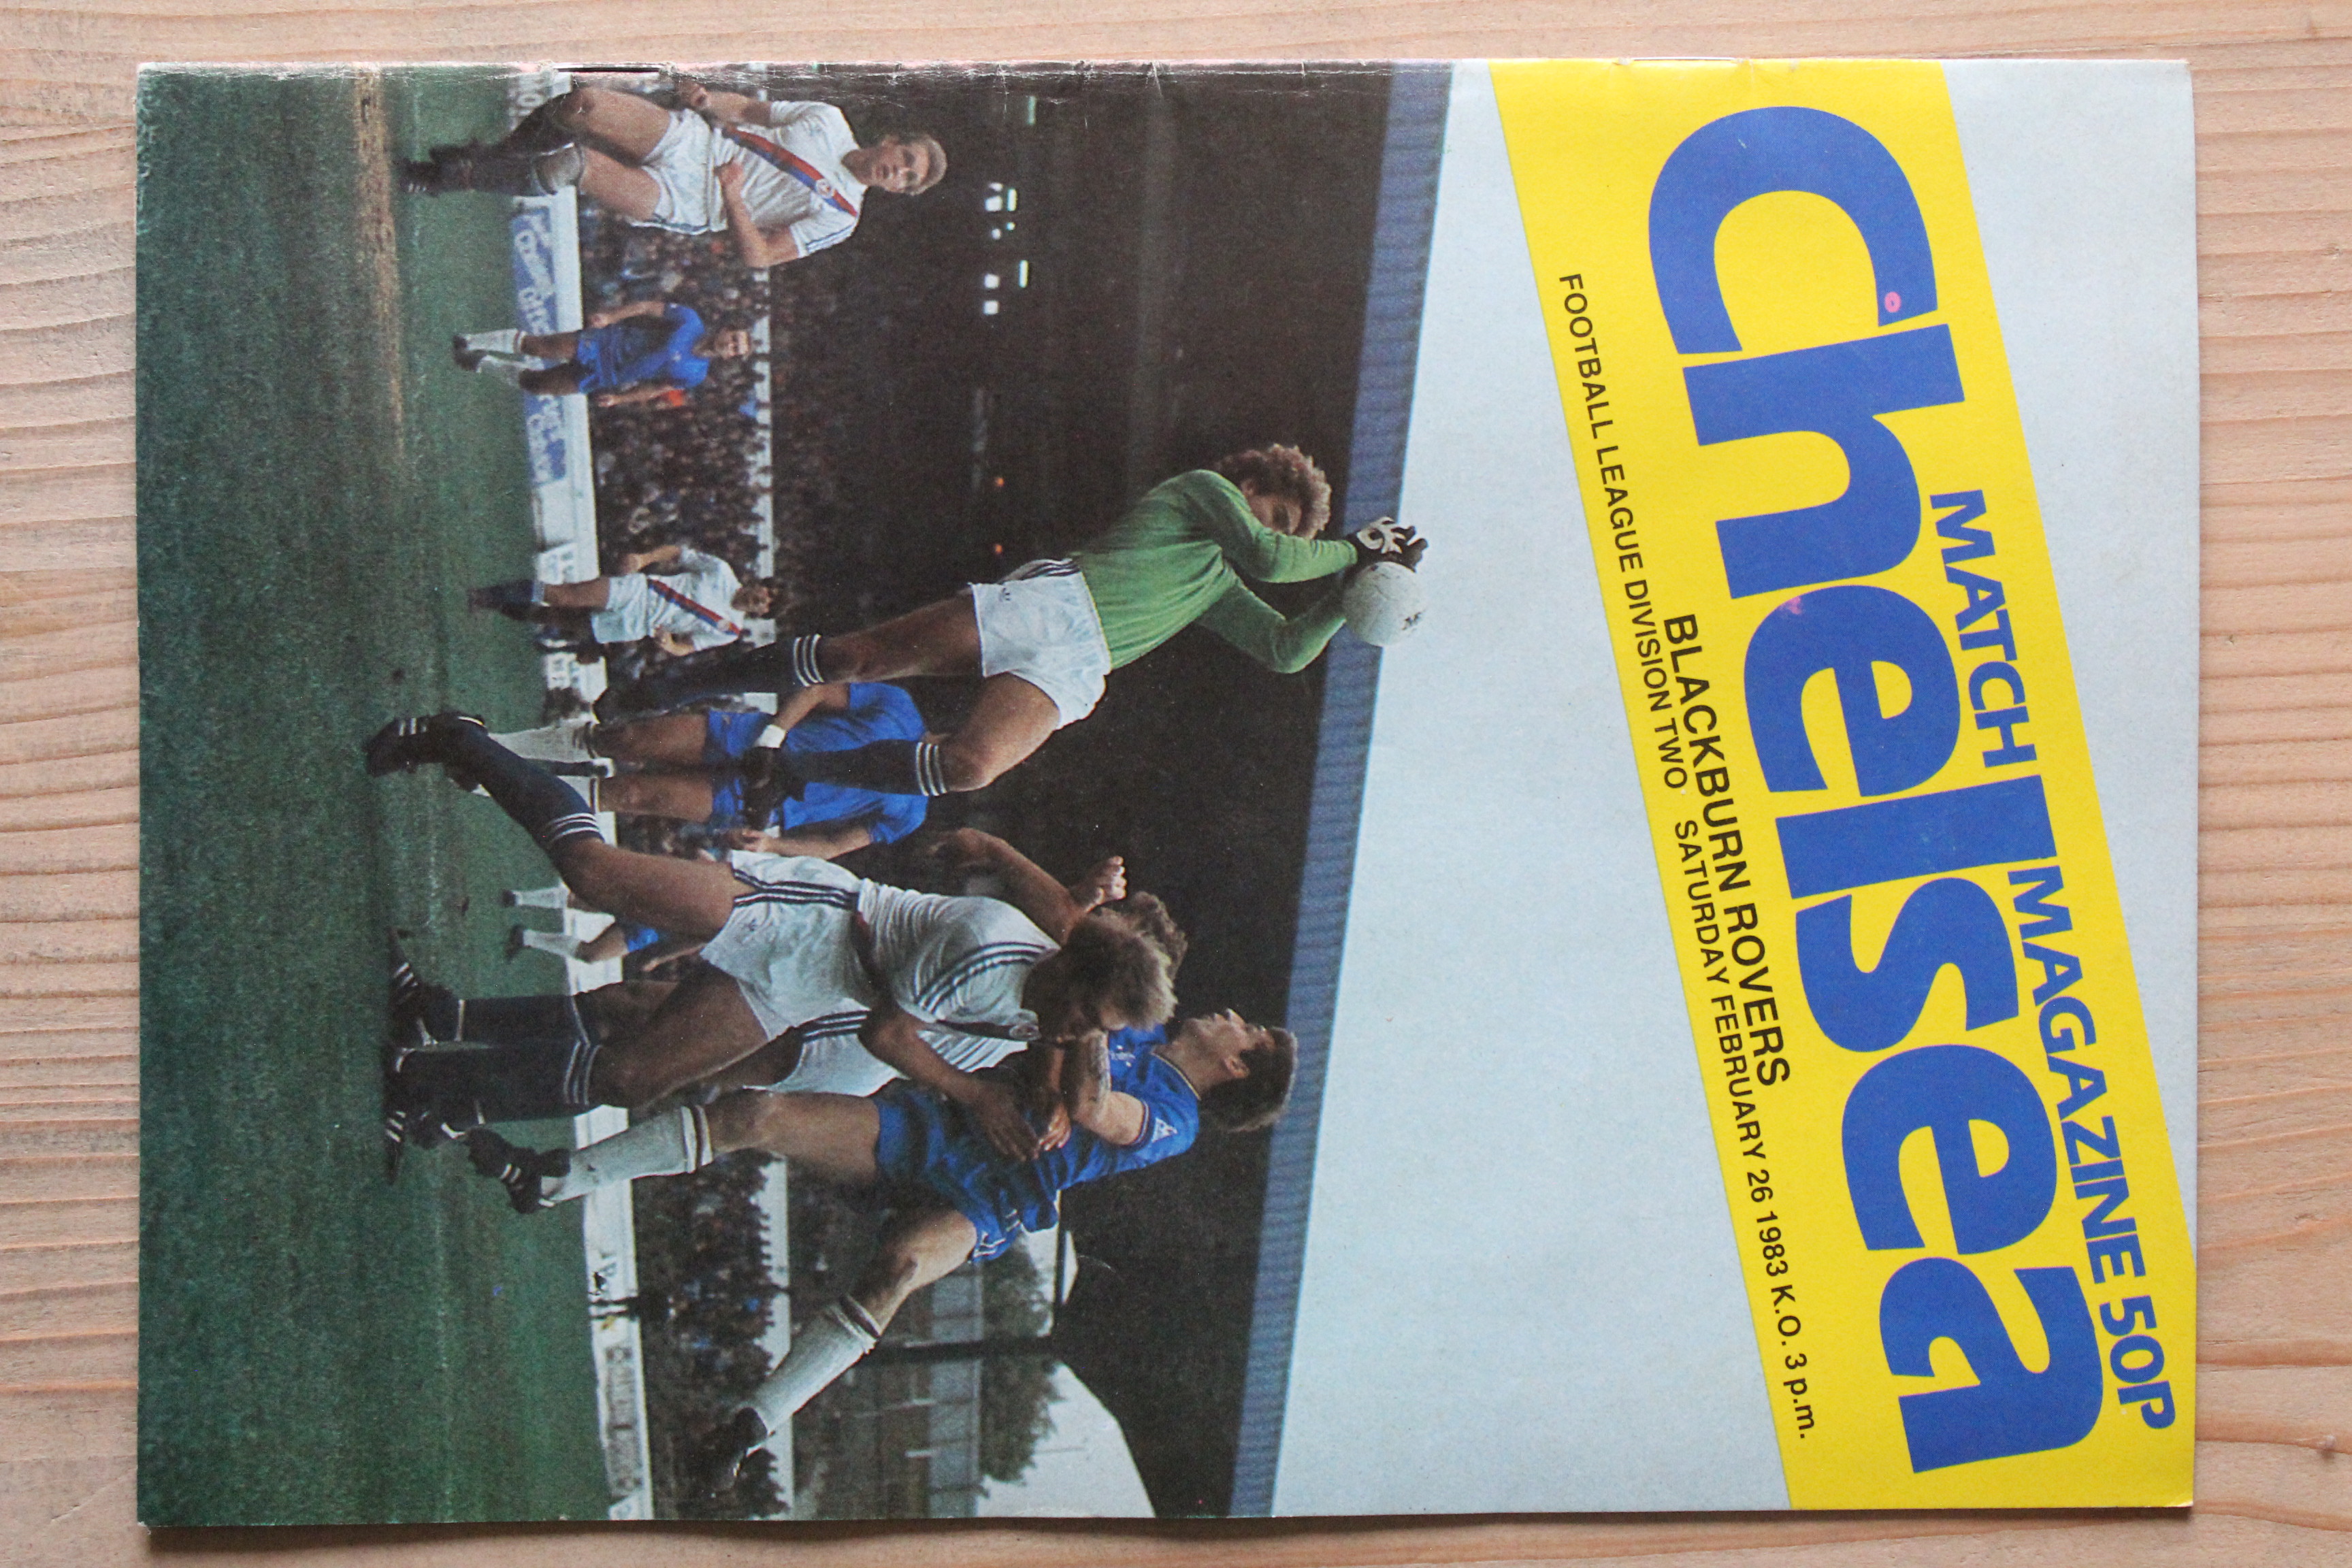 MATCH MAGAZINE 50P
chelsea
BLACKBURN ROVERS
FOOTBALL LEAGUE DIVISION TWO SATURDAY FEBRUARY 26 1983 K.O. 3 p.m.